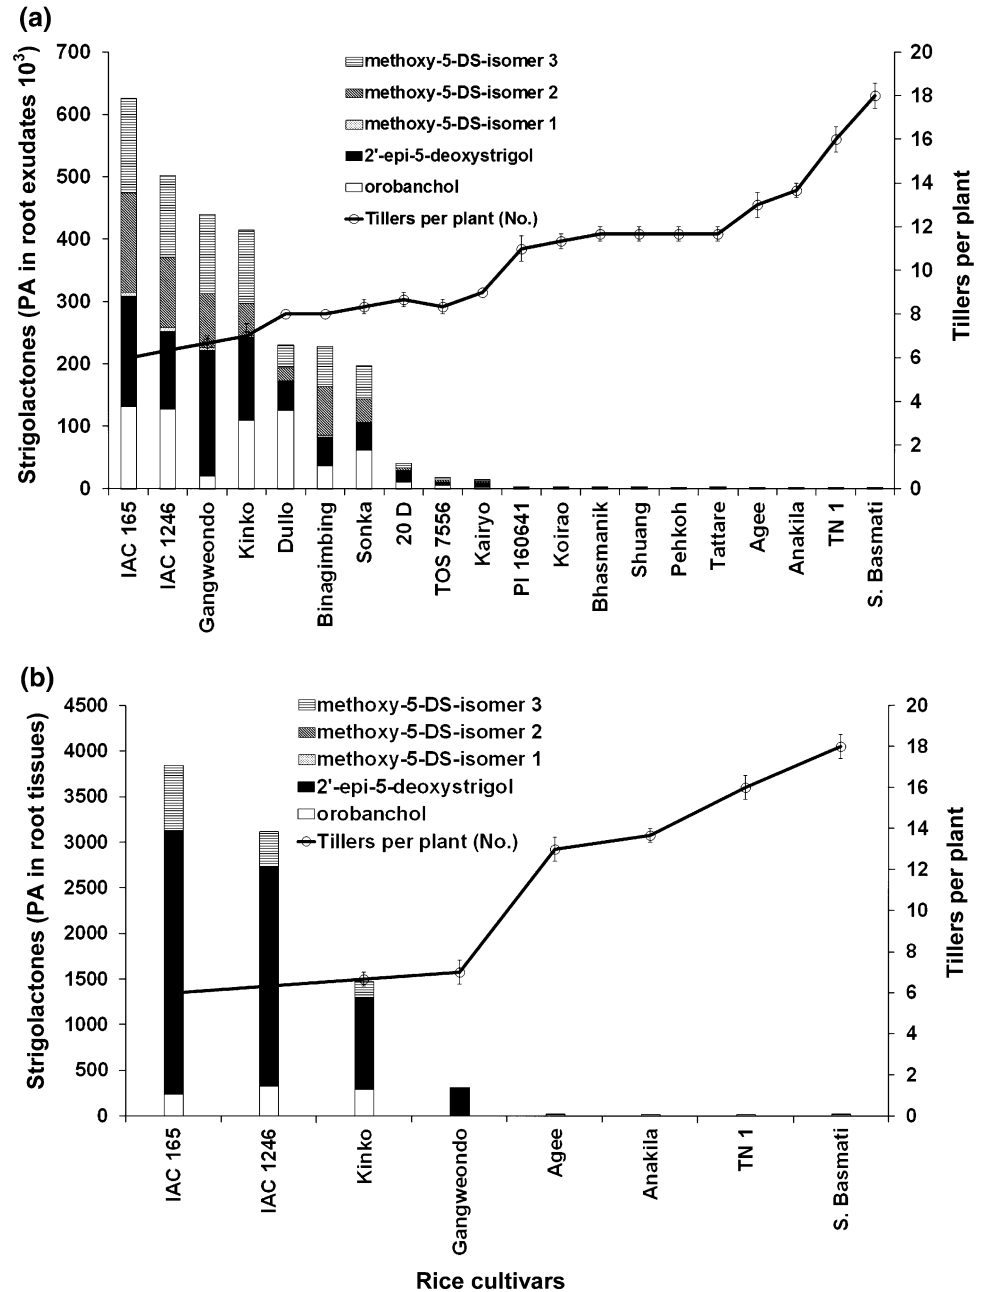 (a)
Strigolactones (PA in root exudates 10³)
700
600
500
400
300
200
100
0
methoxy-5-DS-isomer 3
methoxy-5-DS-isomer 2
methoxy-5-DS-isomer 1
2'-epi-5-deoxystrigol
orobanchol
Tillers per plant (No.)
20
18
16
14
12
10
8
6
4
2
0
Tillers per plant
IAC 165
IAC 1246
Gangweondo
Kinko
Dullo
Binagimbing
Sonka
20 D
TOS 7556
Kairyo
PI 160641
Koirao
Bhasmanik
Shuang
Pehkoh
Tattare
Agee
Anakila
TN 1
S. Basmati
(b)
Strigolactones (PA in root tissues)
4500
4000
3500
3000
2500
2000
1500
1000
500
0
methoxy-5-DS-isomer 3
methoxy-5-DS-isomer 2
methoxy-5-DS-isomer 1
2'-epi-5-deoxystrigol
orobanchol
Tillers per plant (No.)
20
18
16
14
12
10
8
6
4
2
0
Tillers per plant
IAC 165
IAC 1246
Kinko
Gangweondo
Agee
Anakila
TN 1
S. Basmati
Rice cultivars